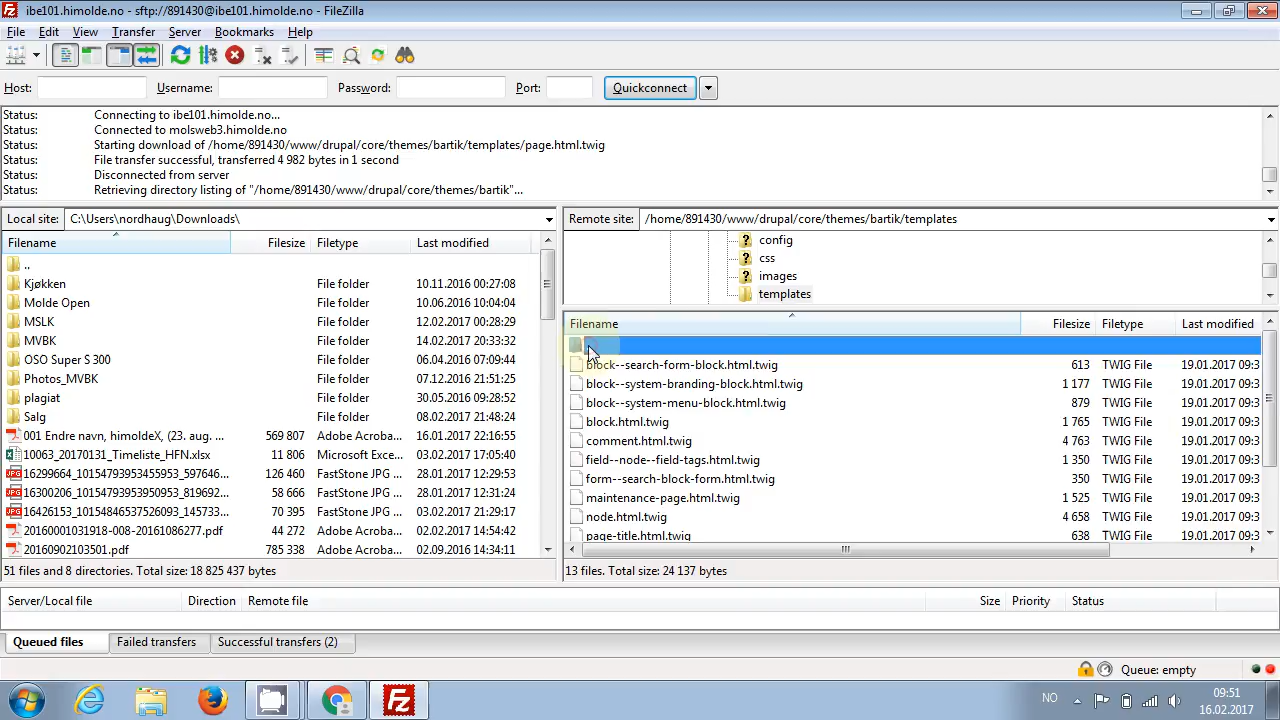 ibe101.himolde.no - sftp://891430@ibe101.himolde.no - FileZilla
File Edit View Transfer Server Bookmarks Help
Host: Username: Password: Port: Quickconnect
Status: Connecting to ibe101.himolde.no...
Status: Connected to molsweb3.himolde.no
Status: Starting download of /home/891430/www/drupal/core/themes/bartik/templates/page.html.twig
Status: File transfer successful, transferred 4 982 bytes in 1 second
Status: Disconnected from server
Status: Retrieving directory listing of "/home/891430/www/drupal/core/themes/bartik"...
Local site: C:\Users\nordhaug\Downloads\
Filename Filesize Filetype Last modified
..
Kjøkken File folder 10.11.2016 00:27:08
Molde Open File folder 10.06.2016 10:04:04
MSLK File folder 12.02.2017 00:28:29
MVBK File folder 14.02.2017 20:33:32
OSO Super S 300 File folder 06.04.2016 07:09:44
Photos_MVBK File folder 07.12.2016 21:51:25
plagiat File folder 30.05.2016 09:28:52
Salg File folder 08.02.2017 21:48:24
001 Endre navn, himoldeX, (23. aug. ... 569 807 Adobe Acroba... 16.01.2017 22:16:55
10063_20170131_Timeliste_HFN.xlsx 11 806 Microsoft Exce... 03.02.2017 17:05:40
16299664_10154793953455953_597646... 126 460 FastStone JPG ... 28.01.2017 12:29:53
16300206_10154793953950953_819692... 58 666 FastStone JPG ... 28.01.2017 12:31:24
16426153_10154846537526093_145733... 70 395 FastStone JPG ... 03.02.2017 21:29:17
20160001031918-008-20161086277.pdf 44 272 Adobe Acroba... 02.02.2017 14:54:42
20160902103501.pdf 785 338 Adobe Acroba... 02.09.2016 14:34:11
51 files and 8 directories. Total size: 18 825 437 bytes
Remote site: /home/891430/www/drupal/core/themes/bartik/templates
config
css
images
templates
Filename Filesize Filetype Last modified
block--search-form-block.html.twig 613 TWIG File 19.01.2017 09:3
block--system-branding-block.html.twig 1 177 TWIG File 19.01.2017 09:3
block--system-menu-block.html.twig 879 TWIG File 19.01.2017 09:3
block.html.twig 1 765 TWIG File 19.01.2017 09:3
comment.html.twig 4 763 TWIG File 19.01.2017 09:3
field--node--field-tags.html.twig 1 350 TWIG File 19.01.2017 09:3
form--search-block-form.html.twig 350 TWIG File 19.01.2017 09:3
maintenance-page.html.twig 1 525 TWIG File 19.01.2017 09:3
node.html.twig 4 658 TWIG File 19.01.2017 09:3
page-title.html.twig 638 TWIG File 19.01.2017 09:3
13 files. Total size: 24 137 bytes
Server/Local file Direction Remote file Size Priority Status
Queued files Failed transfers Successful transfers (2)
Queue: empty
NO 09:51
16.02.2017